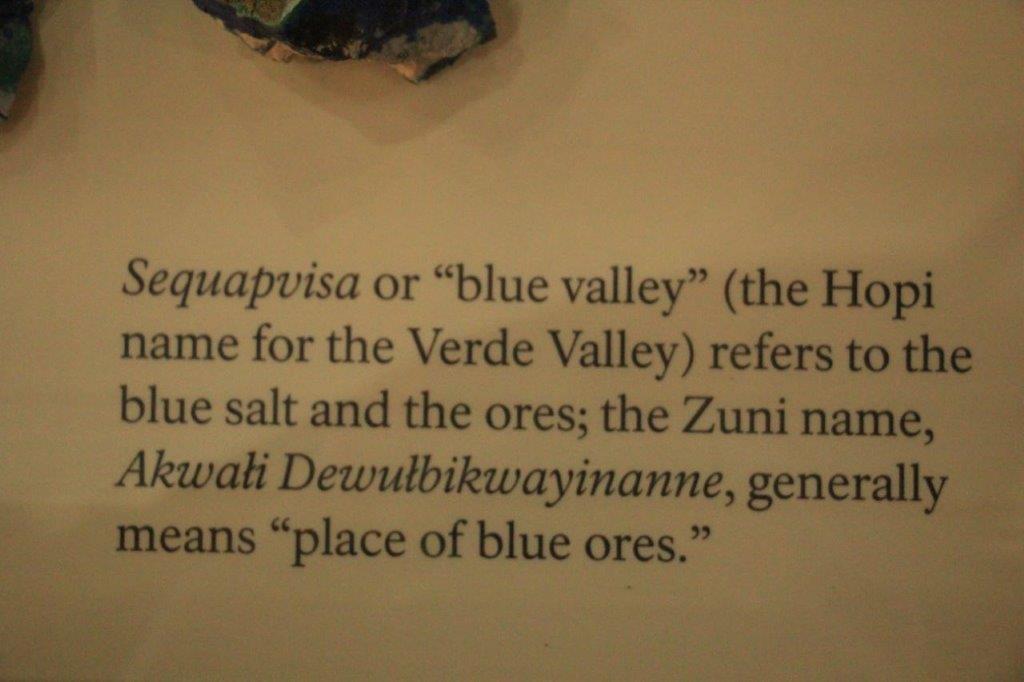 Sequapvisa or “blue valley” (the Hopi
name for the Verde Valley) refers to the
blue salt and the ores; the Zuni name,
Akwałi Dewułbikwayinanne, generally
means “place of blue ores.”